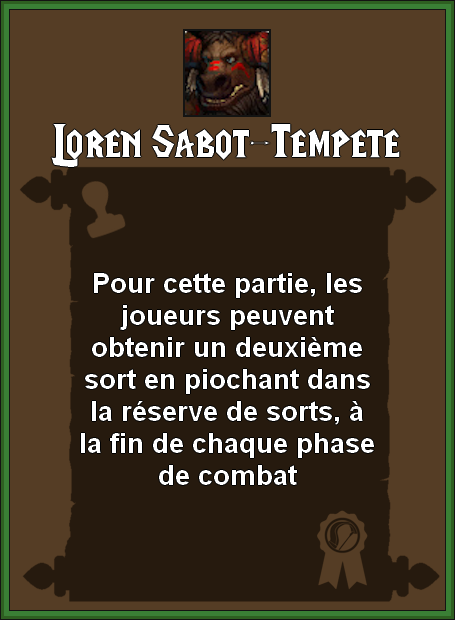 Loren Sabot-Tempete
Pour cette partie, les
joueurs peuvent
obtenir un deuxième
sort en piochant dans
la réserve de sorts, à
la fin de chaque phase
de combat